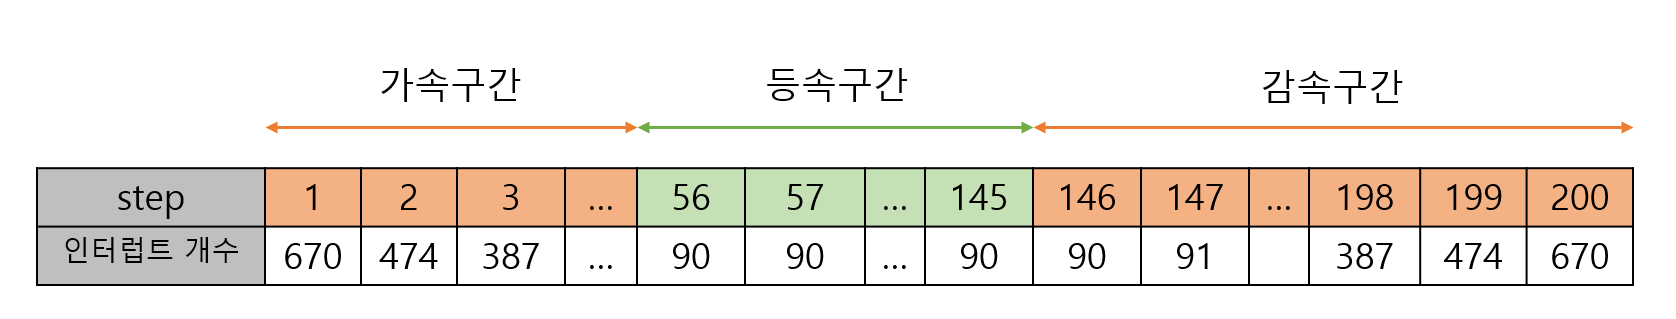 가속구간 등속구간 감속구간
step 1 2 3 ... 56 57 ... 145 146 147 ... 198 199 200
인터럽트 개수 670 474 387 ... 90 90 ... 90 90 91 387 474 670